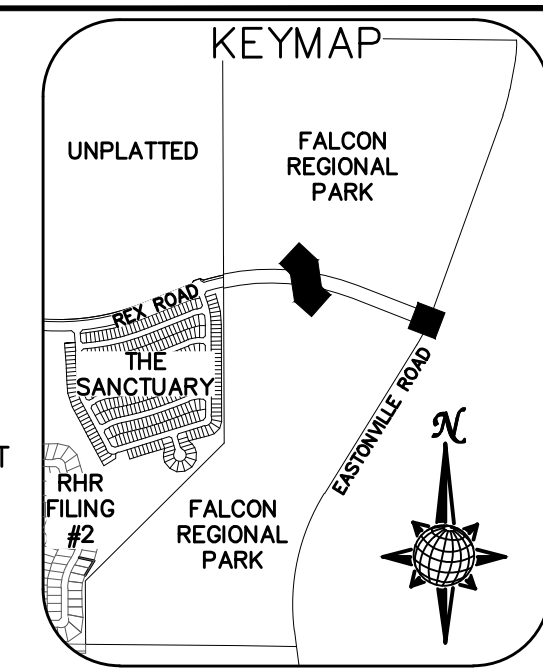 KEYMAP
UNPLATTED
FALCON
REGIONAL
PARK
REX ROAD
THE
SANCTUARY
EASTONVILLE ROAD
N
T
RHR
FILING
#2
FALCON
REGIONAL
PARK